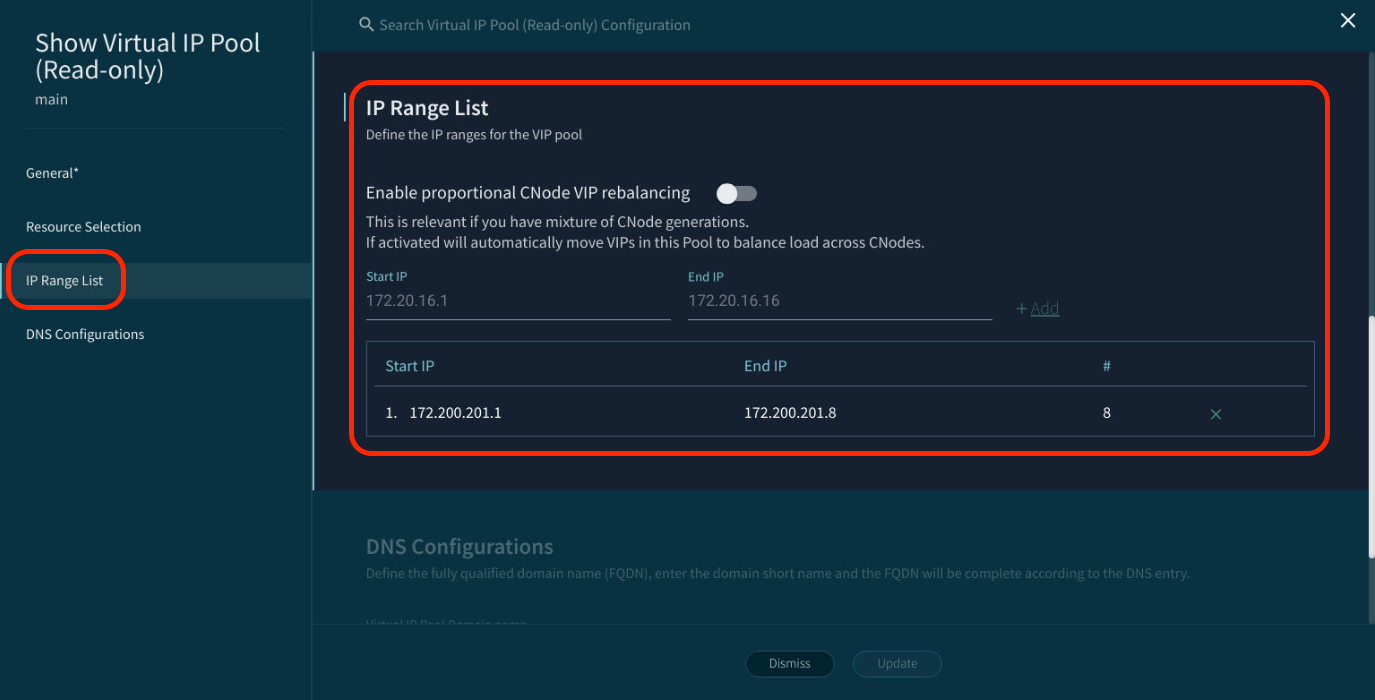 Show Virtual IP Pool
(Read-only)
main
General*
Resource Selection
IP Range List
DNS Configurations
Search Virtual IP Pool (Read-only) Configuration
IP Range List
Define the IP ranges for the VIP pool
Enable proportional CNode VIP rebalancing
This is relevant if you have mixture of CNode generations.
If activated will automatically move VIPs in this Pool to balance load across CNodes.
Start IP End IP
172.20.16.1 172.20.16.16
+ Add
Start IP End IP #
1. 172.200.201.1 172.200.201.8 8
DNS Configurations
Define the fully qualified domain name (FQDN), enter the domain short name and the FQDN will be complete according to the DNS entry.
Virtual IP Pool Domain name
Dismiss Update